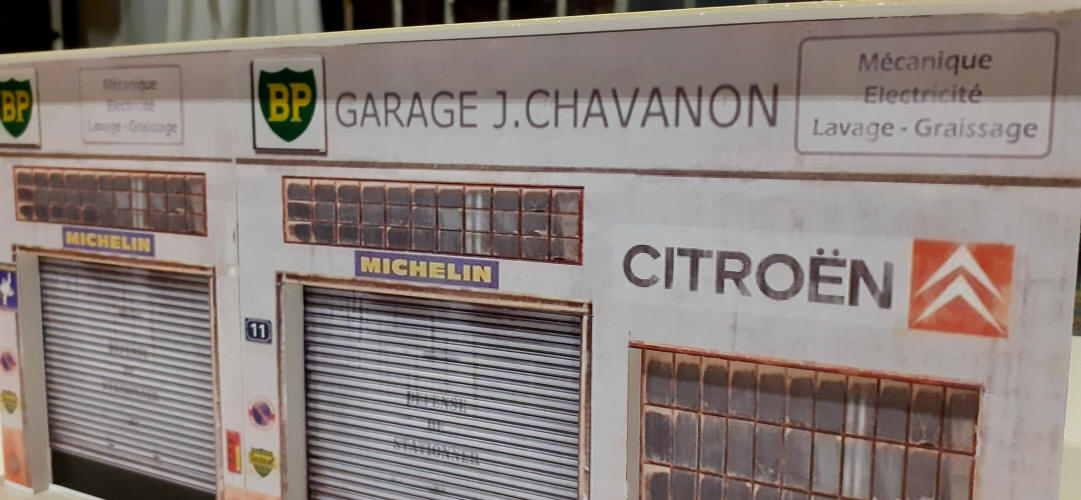 BP
Mécanique
Electricité
Lavage - Graissage
MICHELIN
BP
GARAGE J.CHAVANON
Mécanique
Electricité
Lavage - Graissage
MICHELIN
CITROËN
11
DEFENSE
DE
STATIONNER